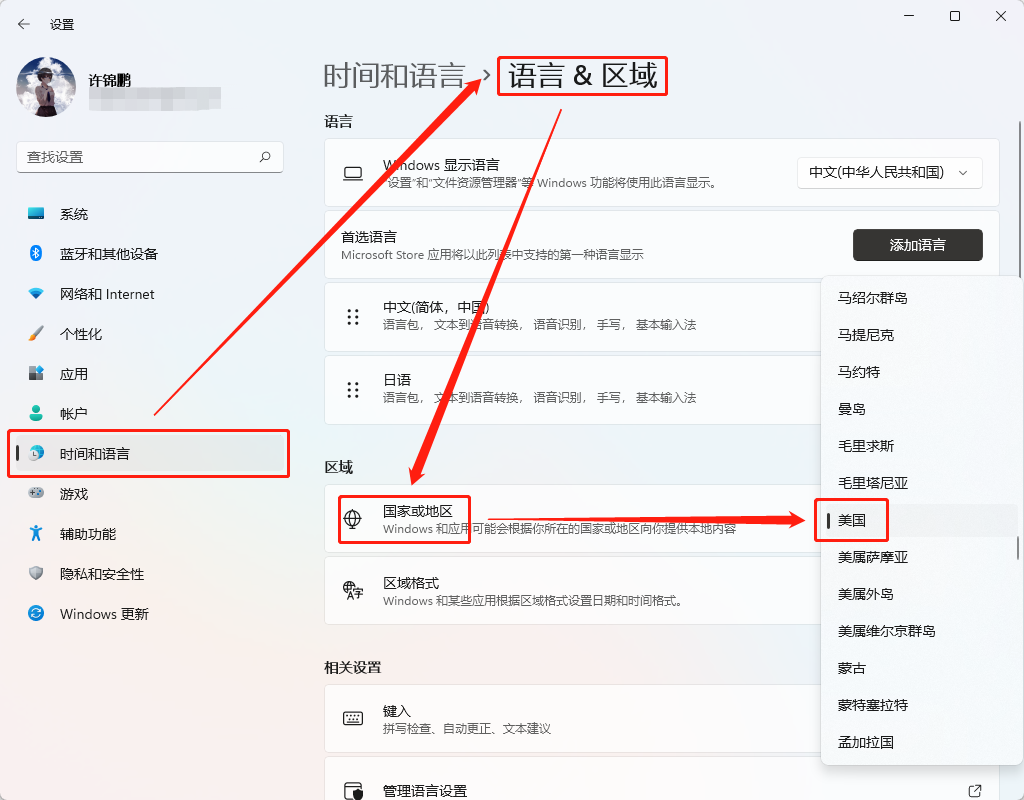 设置
许锦鹏
查找设置
系统
蓝牙和其他设备
网络和 Internet
个性化
应用
帐户
时间和语言
游戏
辅助功能
隐私和安全性
Windows 更新
时间和语言 › 语言 & 区域
语言
Windows 显示语言
"设置"和"文件资源管理器"等 Windows 功能将使用此语言显示。
中文(中华人民共和国)
首选语言
Microsoft Store 应用将以此列表中支持的第一种语言显示
添加语言
中文(简体，中国)
语言包， 文本到语音转换， 语音识别， 手写， 基本输入法
日语
语言包， 文本到语音转换， 语音识别， 手写， 基本输入法
区域
国家或地区
Windows 和应用可能会根据你所在的国家或地区向你提供本地内容
区域格式
Windows 和某些应用根据区域格式设置日期和时间格式。
相关设置
键入
拼写检查、自动更正、文本建议
管理语言设置
马绍尔群岛
马提尼克
马约特
曼岛
毛里求斯
毛里塔尼亚
美国
美属萨摩亚
美属外岛
美属维尔京群岛
蒙古
蒙特塞拉特
孟加拉国